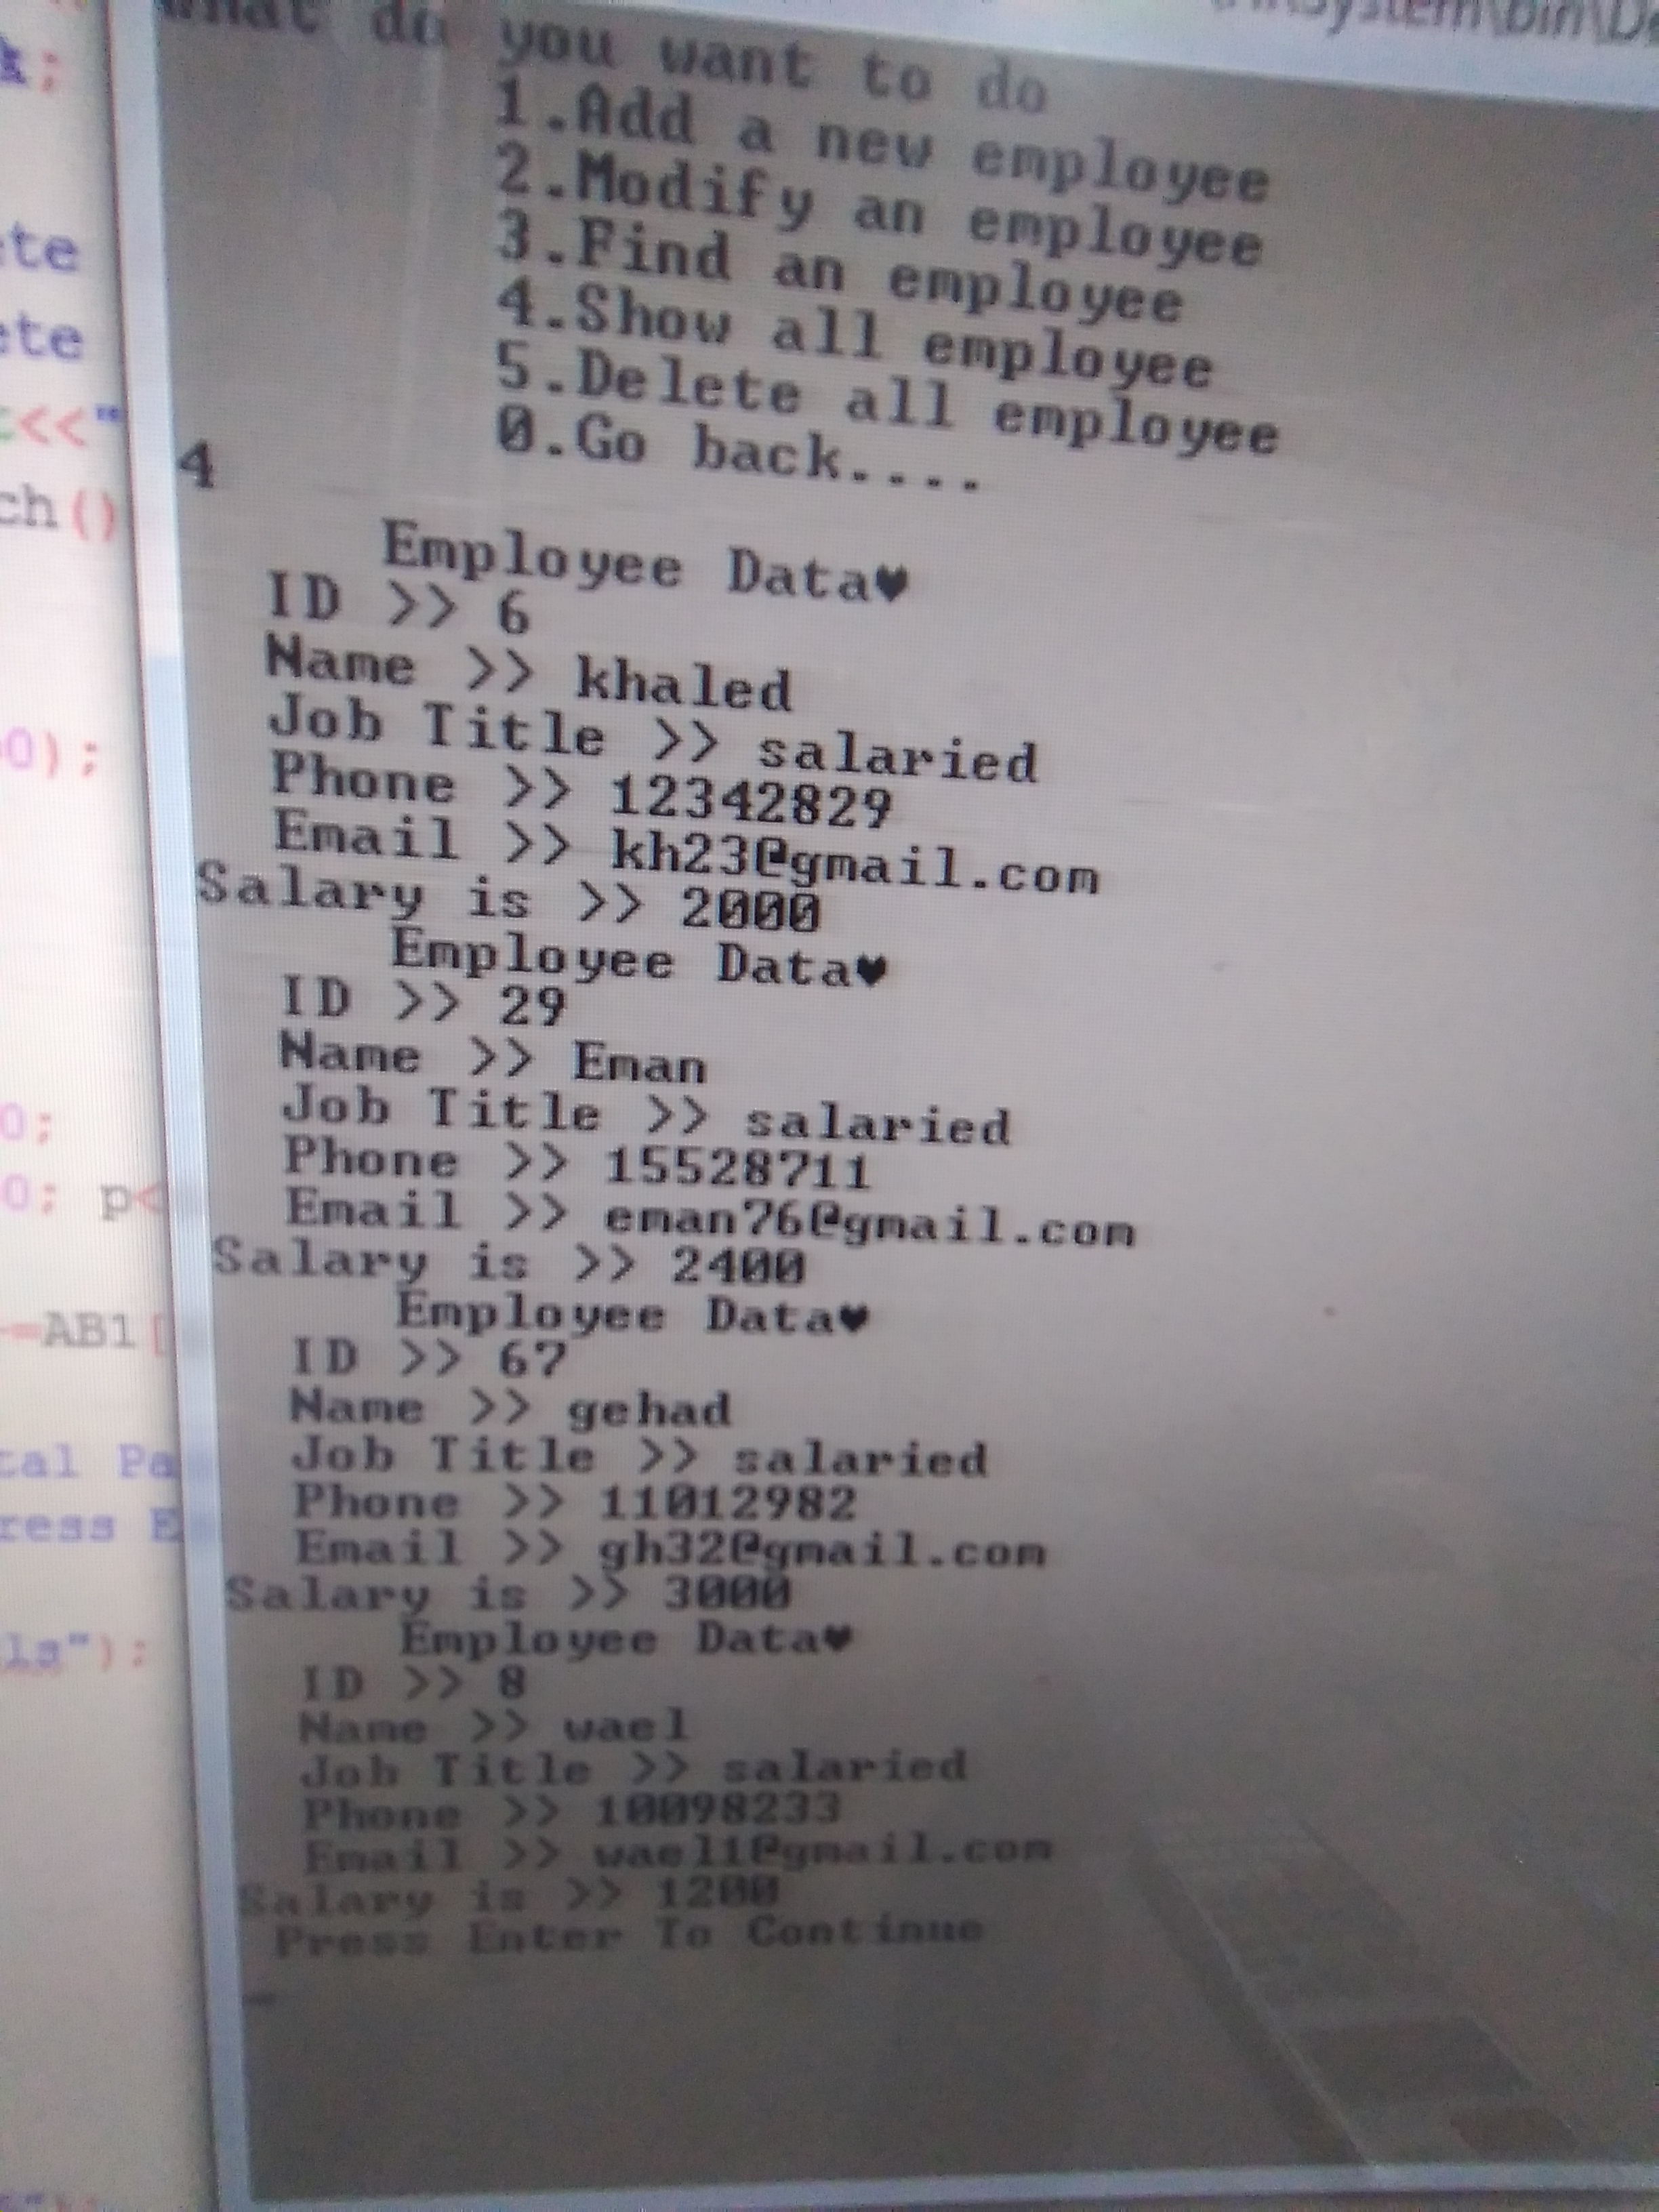 what do you want to do
1.Add a new employee
2.Modify an employee
3.Find an employee
4.Show all employee
5.Delete all employee
0.Go back....
4
Employee Data♥
ID >> 6
Name >> khaled
Job Title >> salaried
Phone >> 12342829
Email >> kh23@gmail.com
Salary is >> 2000
Employee Data♥
ID >> 29
Name >> Eman
Job Title >> salaried
Phone >> 15528711
Email >> eman76@gmail.com
Salary is >> 2400
Employee Data♥
ID >> 67
Name >> gehad
Job Title >> salaried
Phone >> 11012982
Email >> gh32@gmail.com
Salary is >> 3000
Employee Data♥
ID >> 8
Name >> wael
Job Title >> salaried
Phone >> 10098233
Email >> wael1@gmail.com
Salary is >> 1200
Press Enter To Continue
ete
ete
<<"
ch()
0);
0;
0; p<
=AB1[
tal Pa
ress E
ls");